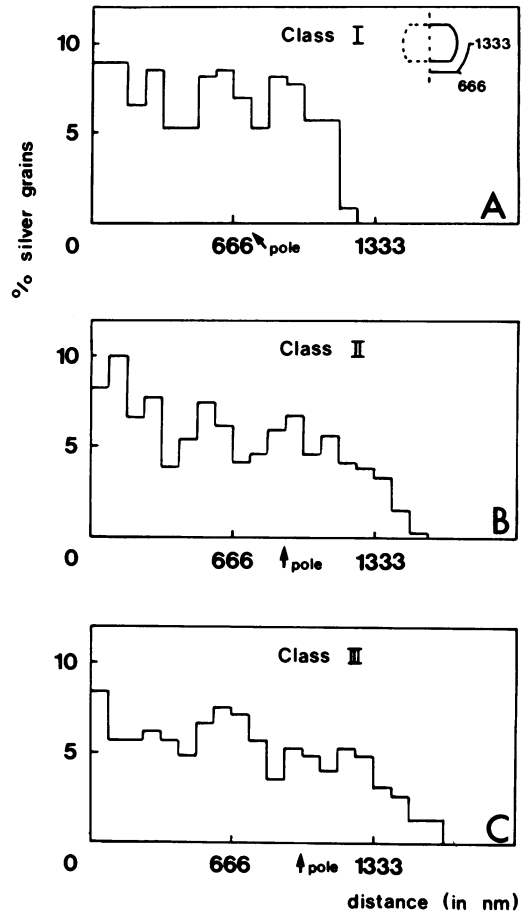 % silver grains
10
5
0
Class I
1333
666
666 pole 1333
A
10
5
0
Class II
666 pole 1333
B
10
5
0
Class III
666 pole 1333
C
distance (in nm)